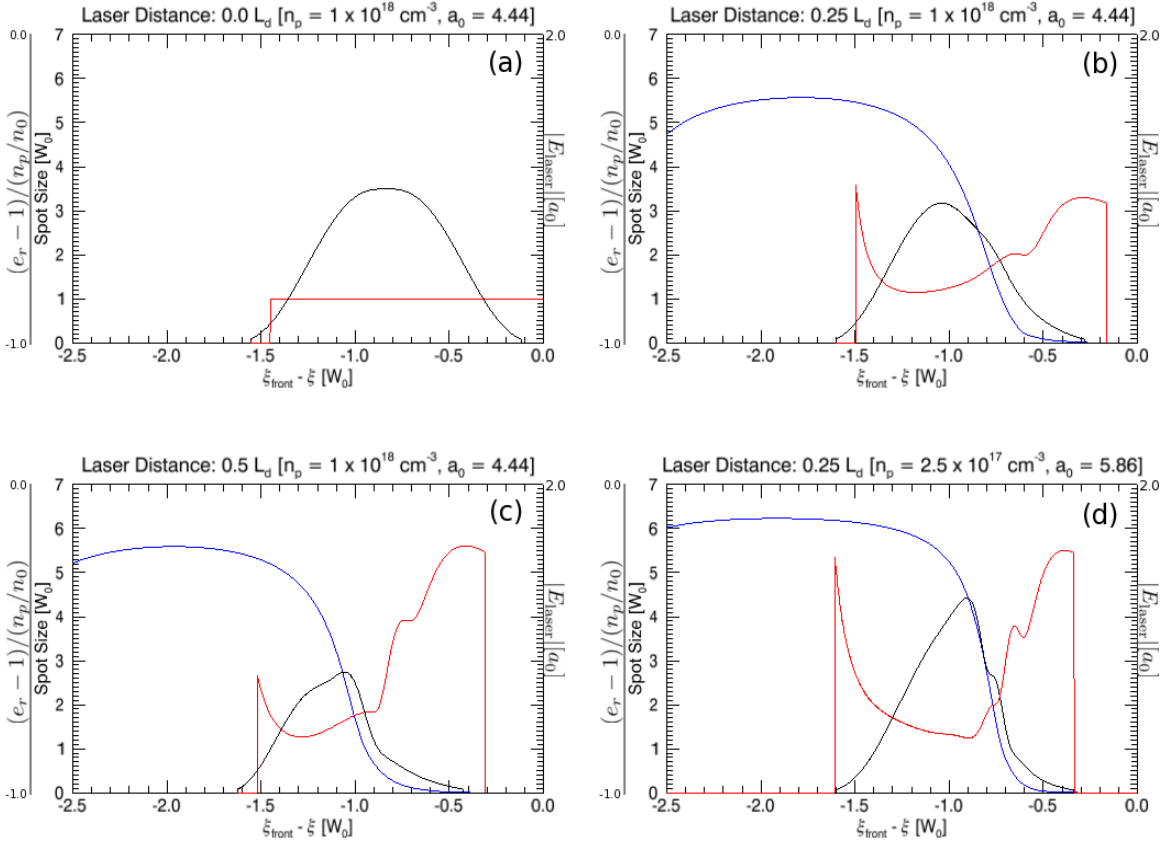 Laser Distance: 0.0 L_d [n_p = 1 x 10^18 cm^-3, a_0 = 4.44]
(a)
0.0
-1.0
(e_r − 1)/(n_p/n_0)
Spot Size [W_0]
7
6
5
4
3
2
1
0
2.0
|E_laser|[a_0]
-2.5 -2.0 -1.5 -1.0 -0.5 0.0
ξ_front - ξ [W_0]
Laser Distance: 0.25 L_d [n_p = 1 x 10^18 cm^-3, a_0 = 4.44]
(b)
0.0
-1.0
(e_r − 1)/(n_p/n_0)
Spot Size [W_0]
7
6
5
4
3
2
1
0
2.0
|E_laser|[a_0]
-2.5 -2.0 -1.5 -1.0 -0.5 0.0
ξ_front - ξ [W_0]
Laser Distance: 0.5 L_d [n_p = 1 x 10^18 cm^-3, a_0 = 4.44]
(c)
0.0
-1.0
(e_r − 1)/(n_p/n_0)
Spot Size [W_0]
7
6
5
4
3
2
1
0
2.0
|E_laser|[a_0]
-2.5 -2.0 -1.5 -1.0 -0.5 0.0
ξ_front - ξ [W_0]
Laser Distance: 0.25 L_d [n_p = 2.5 x 10^17 cm^-3, a_0 = 5.86]
(d)
0.0
-1.0
(e_r − 1)/(n_p/n_0)
Spot Size [W_0]
7
6
5
4
3
2
1
0
2.0
|E_laser|[a_0]
-2.5 -2.0 -1.5 -1.0 -0.5 0.0
ξ_front - ξ [W_0]